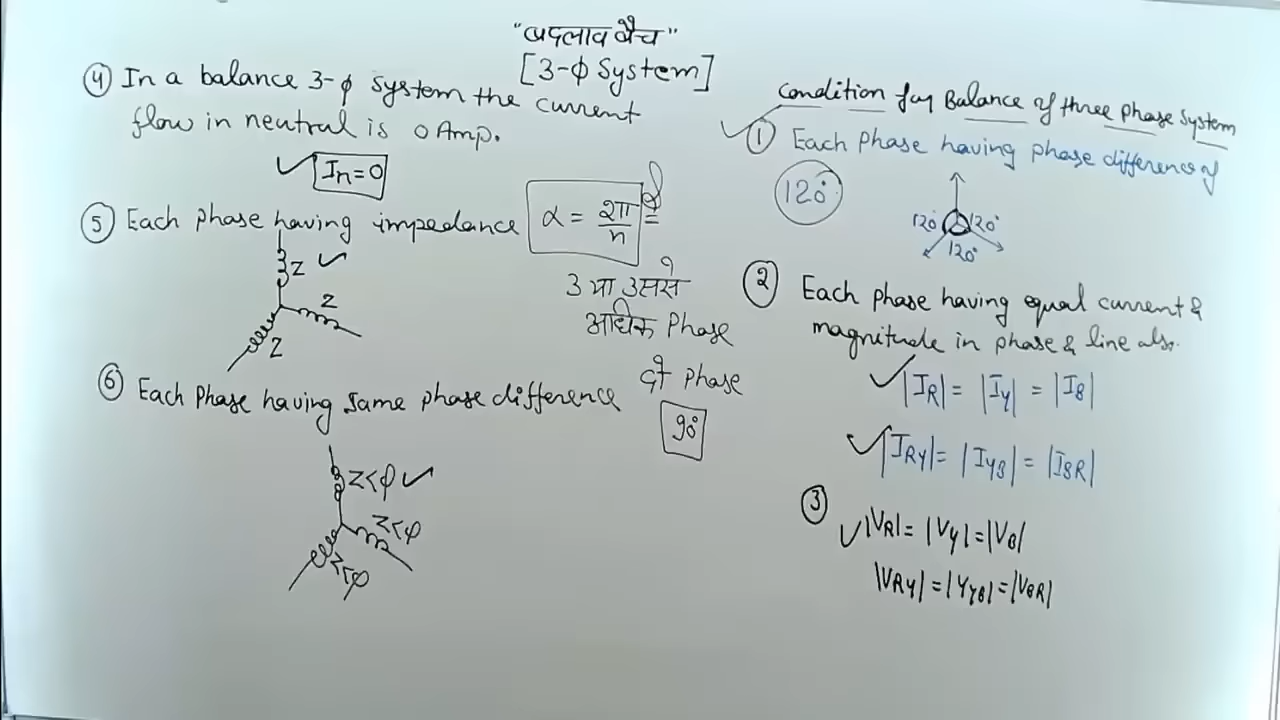 "बदलाव बैच"
[3-φ System]
④ In a balance 3-φ system the current
flow in neutral is 0 Amp.
In=0
⑤ Each phase having impedance
Z
Z
Z
α = 2π/n
3 या उससे
अधिक Phase
phase
90°
⑥ Each Phase having same phase difference
Z<φ
Z<φ
Z<φ
Condition for Balance of three phase system
① Each Phase having phase difference of
120°
120° 120°
120°
② Each phase having equal current &
magnitude in phase & line also.
|IR| = |IY| = |IB|
|IRY| = |IYB| = |IBR|
③
|VR| = |VY| = |VB|
|VRY| = |VYB| = |VBR|